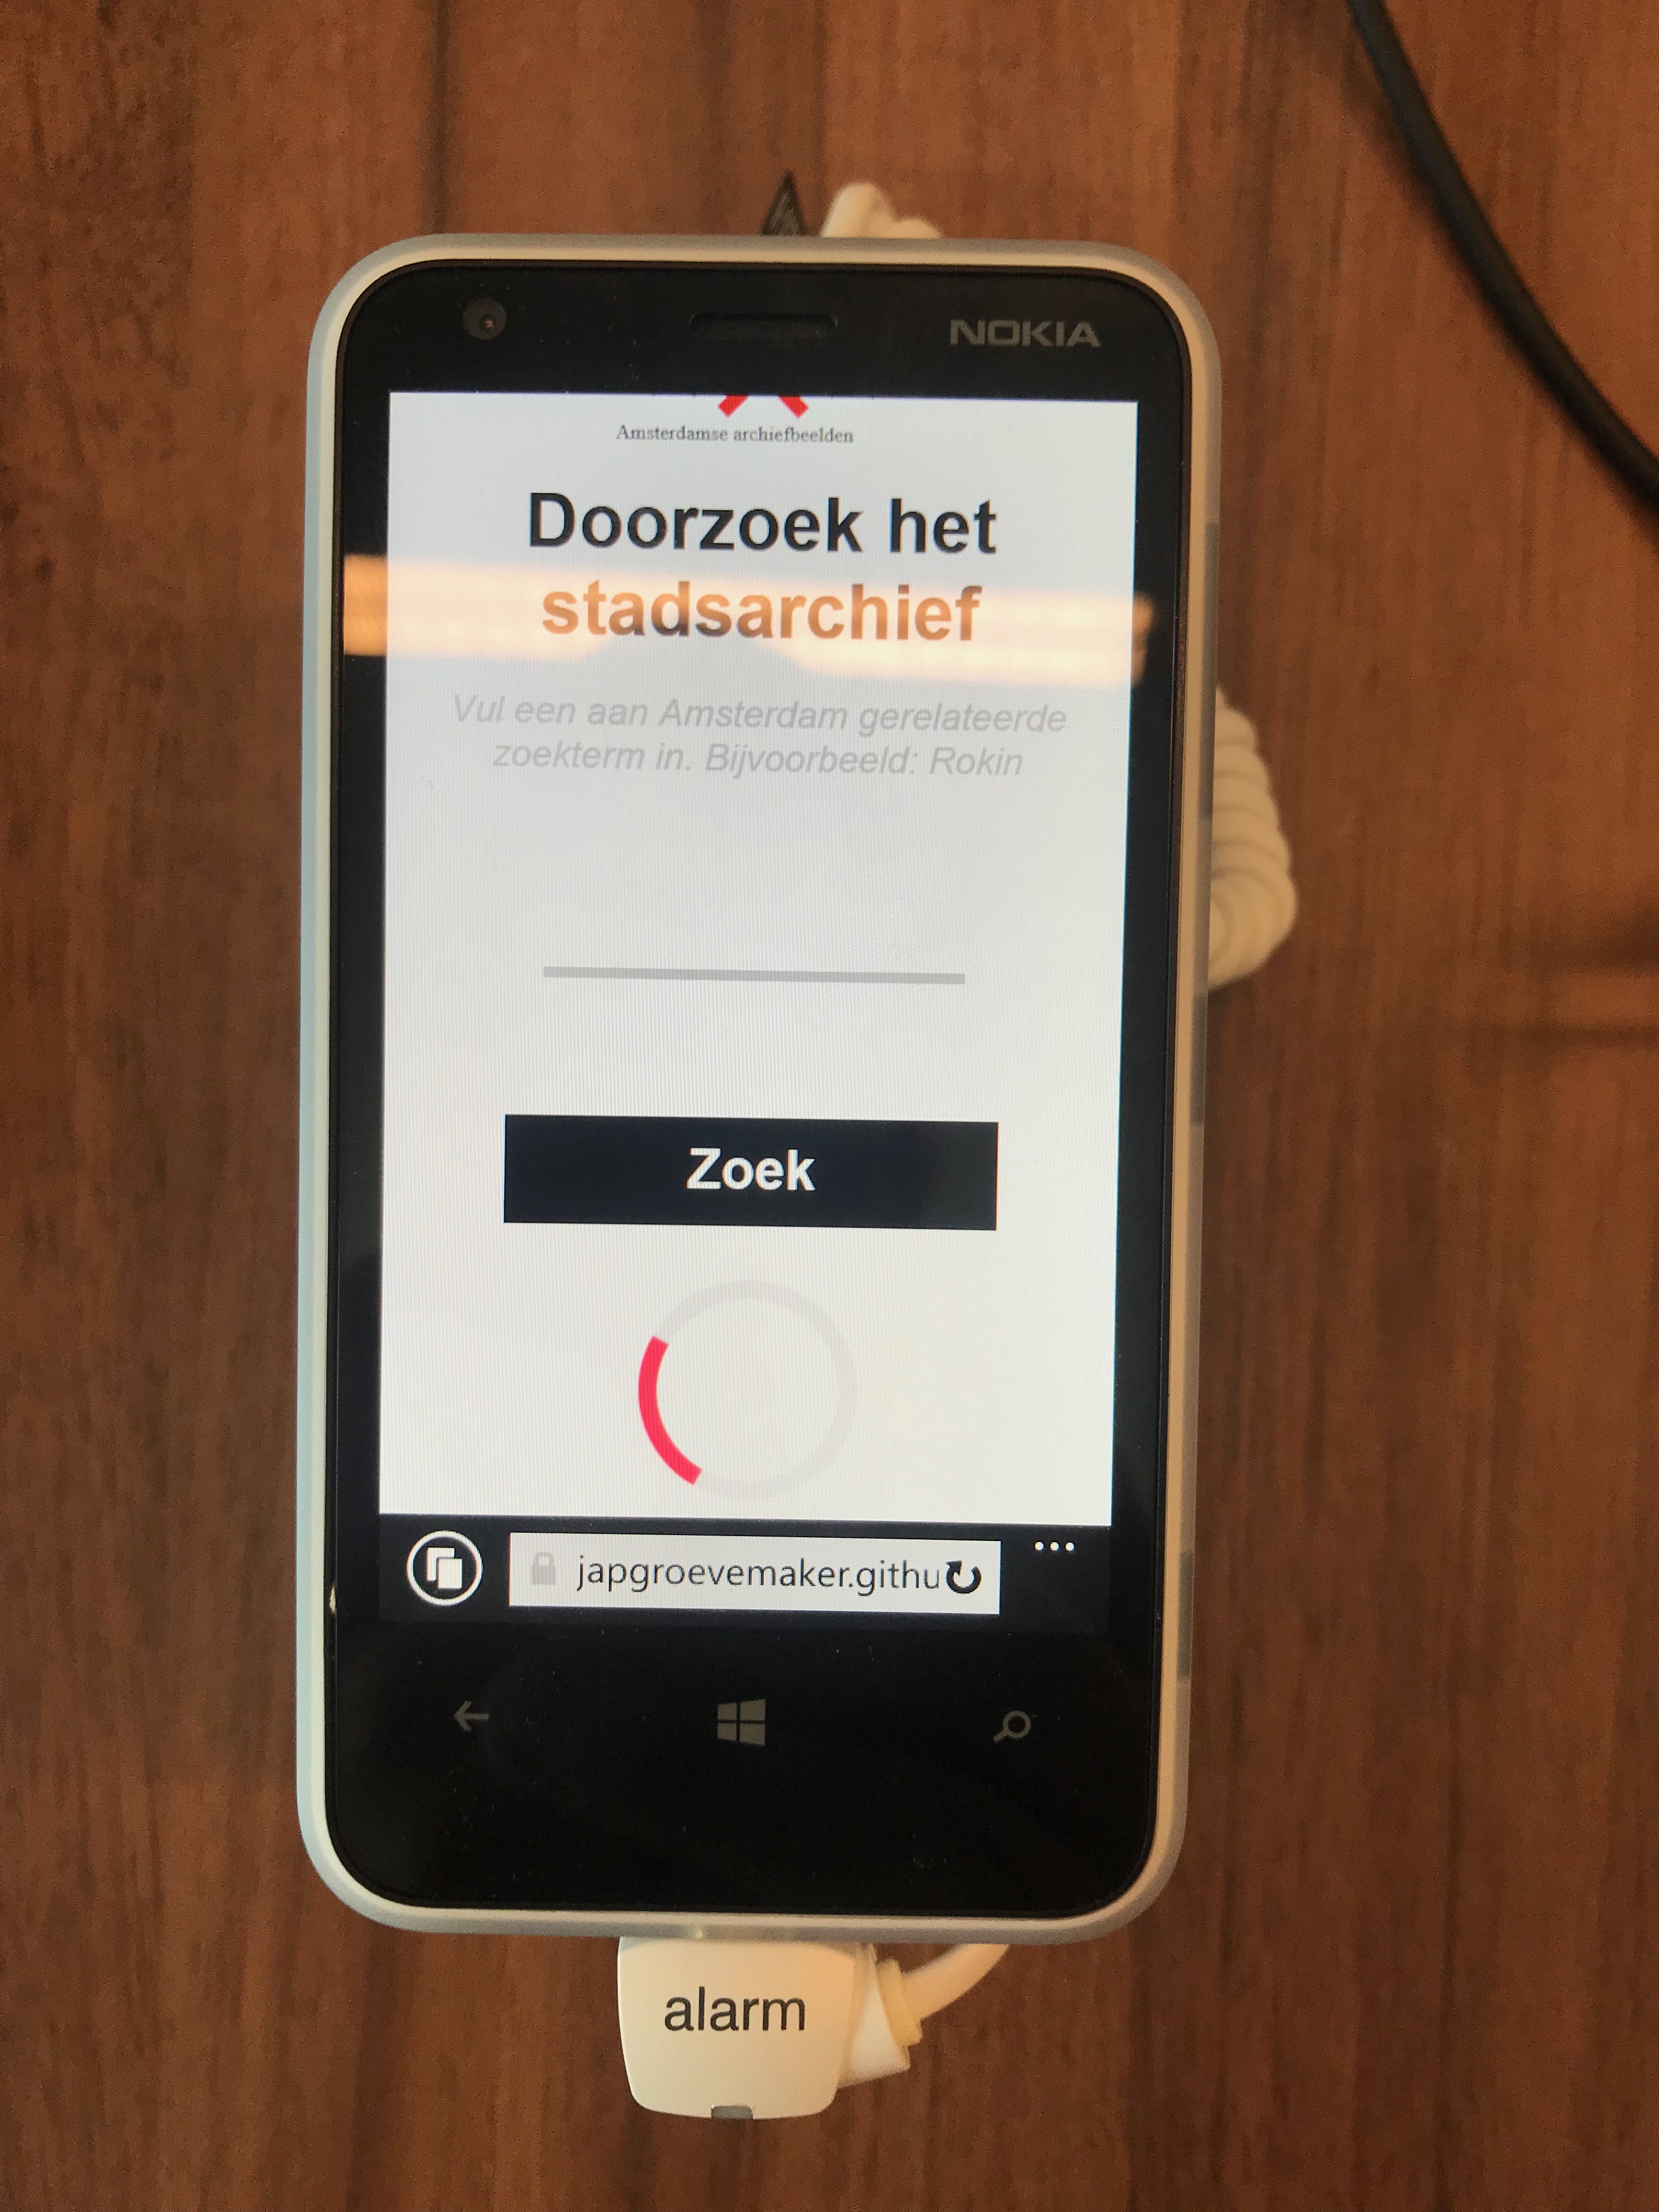 NOKIA
Amsterdamse archiefbeelden
Doorzoek het
stadsarchief
Vul een aan Amsterdam gerelateerde
zoekterm in. Bijvoorbeeld: Rokin
Zoek
japgroevemaker.githu
alarm